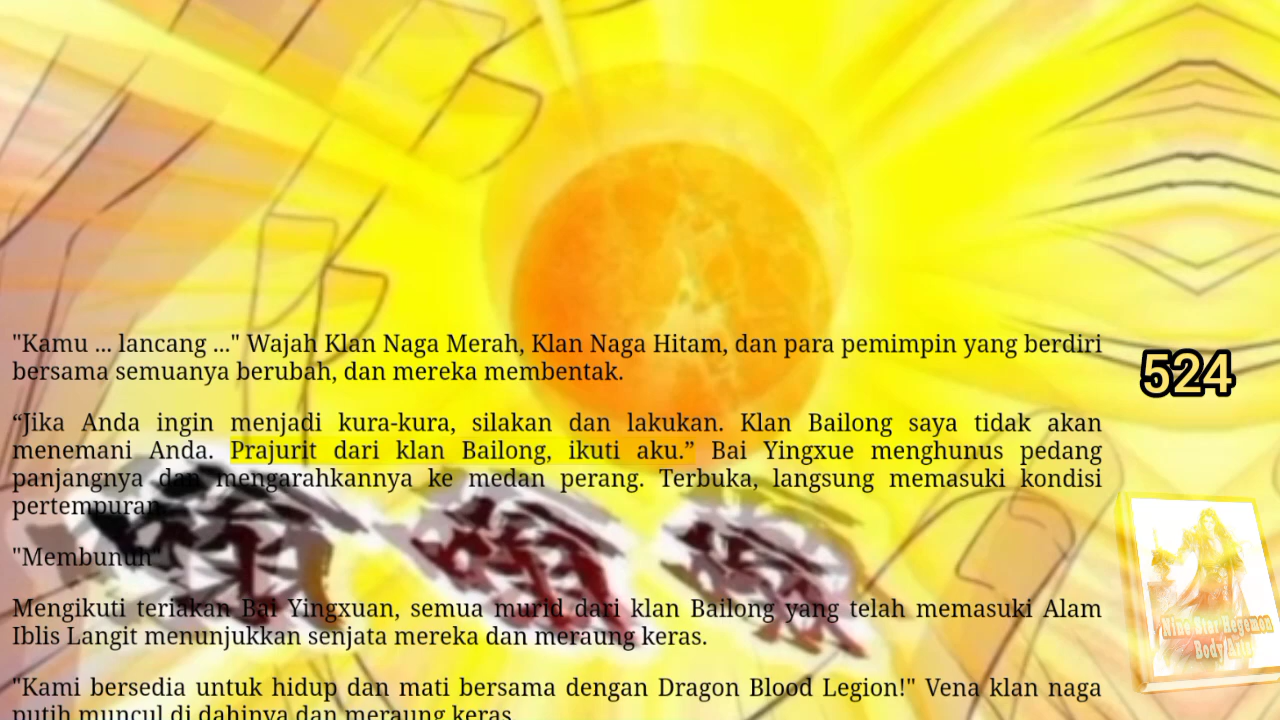 "Kamu ... lancang ..." Wajah Klan Naga Merah, Klan Naga Hitam, dan para pemimpin yang berdiri
bersama semuanya berubah, dan mereka membentak.
“Jika Anda ingin menjadi kura-kura, silakan dan lakukan. Klan Bailong saya tidak akan
menemani Anda. Prajurit dari klan Bailong, ikuti aku.” Bai Yingxue menghunus pedang
panjangnya dan mengarahkannya ke medan perang. Terbuka, langsung memasuki kondisi
pertempuran.
"Membunuh"
Mengikuti teriakan Bai Yingxuan, semua murid dari klan Bailong yang telah memasuki Alam
Iblis Langit menunjukkan senjata mereka dan meraung keras.
"Kami bersedia untuk hidup dan mati bersama dengan Dragon Blood Legion!" Vena klan naga
putih muncul di dahinya dan meraung keras.
524
Nine Star Hegemon
Body Arts